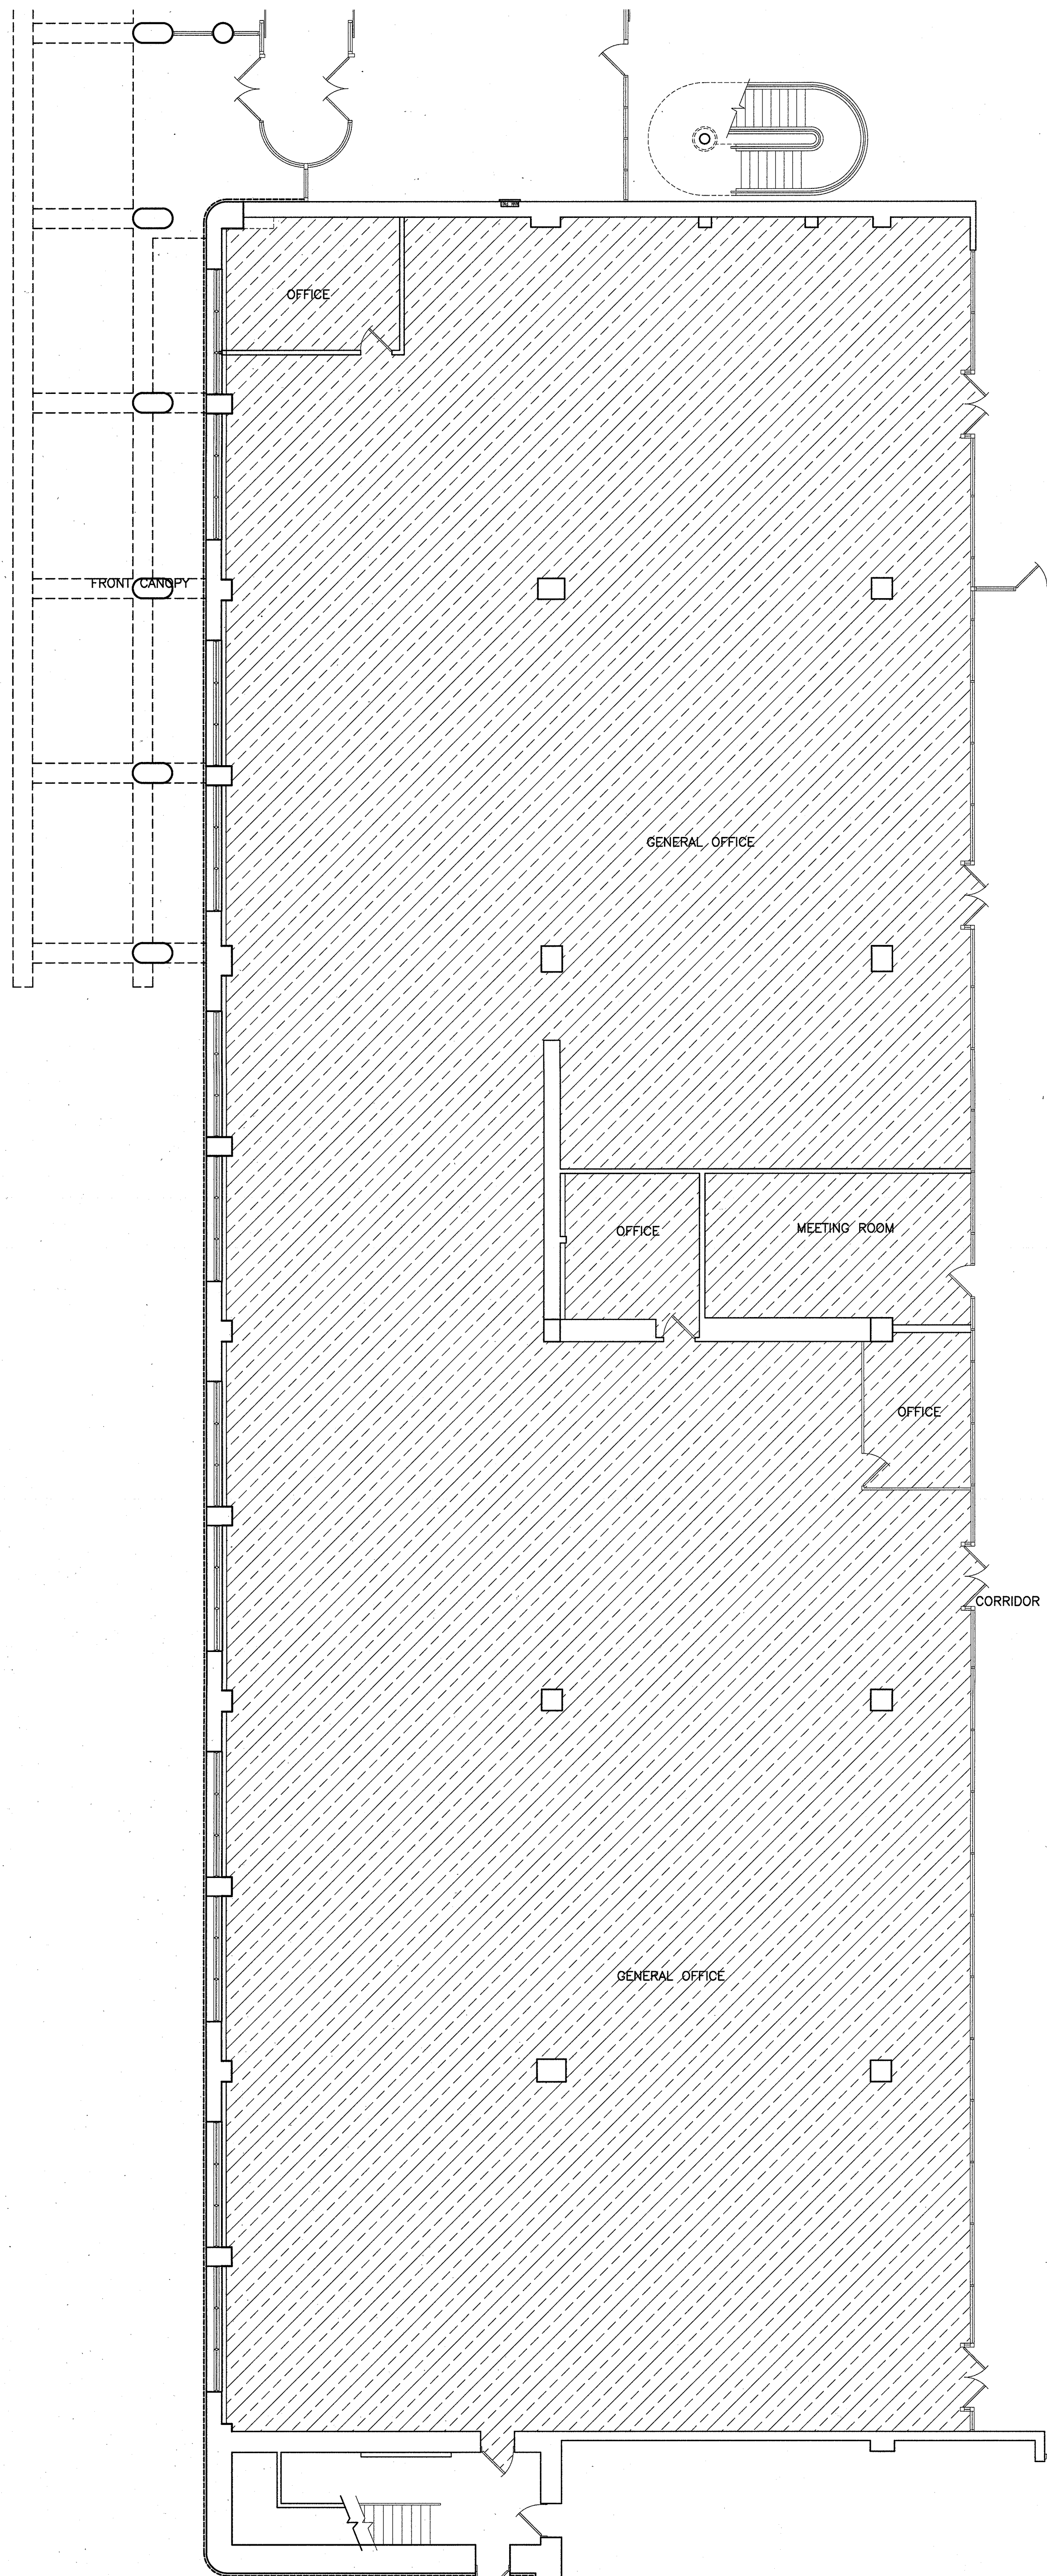 OFFICE
FRONT CANOPY
GENERAL OFFICE
OFFICE
MEETING ROOM
OFFICE
CORRIDOR
GENERAL OFFICE